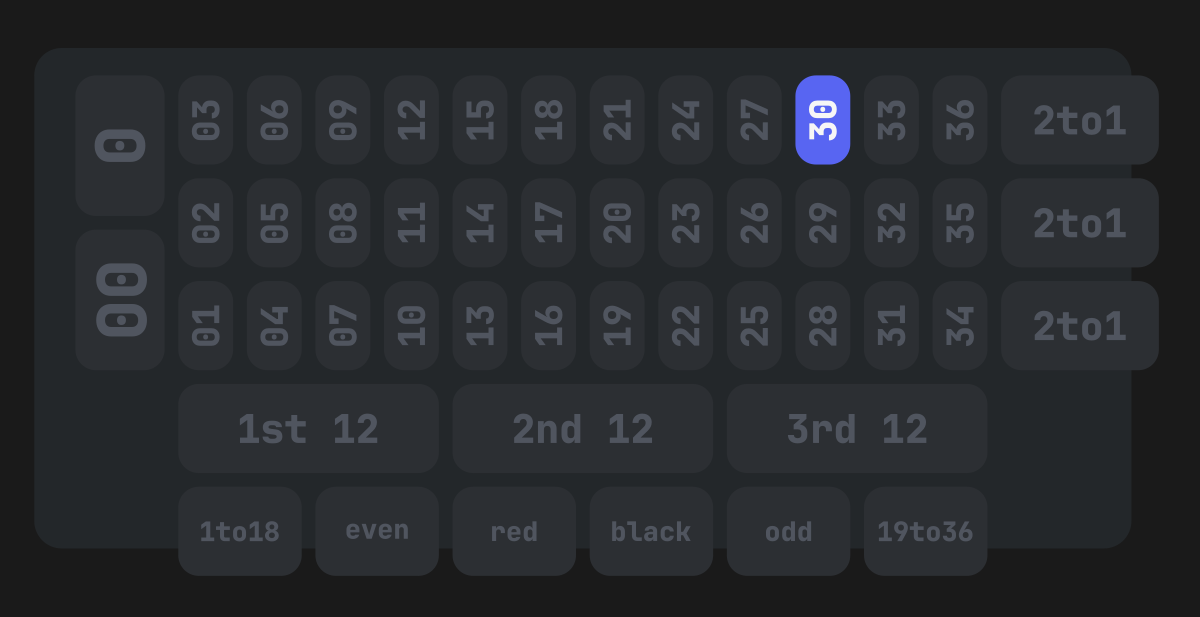 0
03 06 09 12 15 18 21 24 27 30 33 36 2to1
00
02 05 08 11 14 17 20 23 26 29 32 35 2to1
01 04 07 10 13 16 19 22 25 28 31 34 2to1
1st 12 2nd 12 3rd 12
1to18 even red black odd 19to36